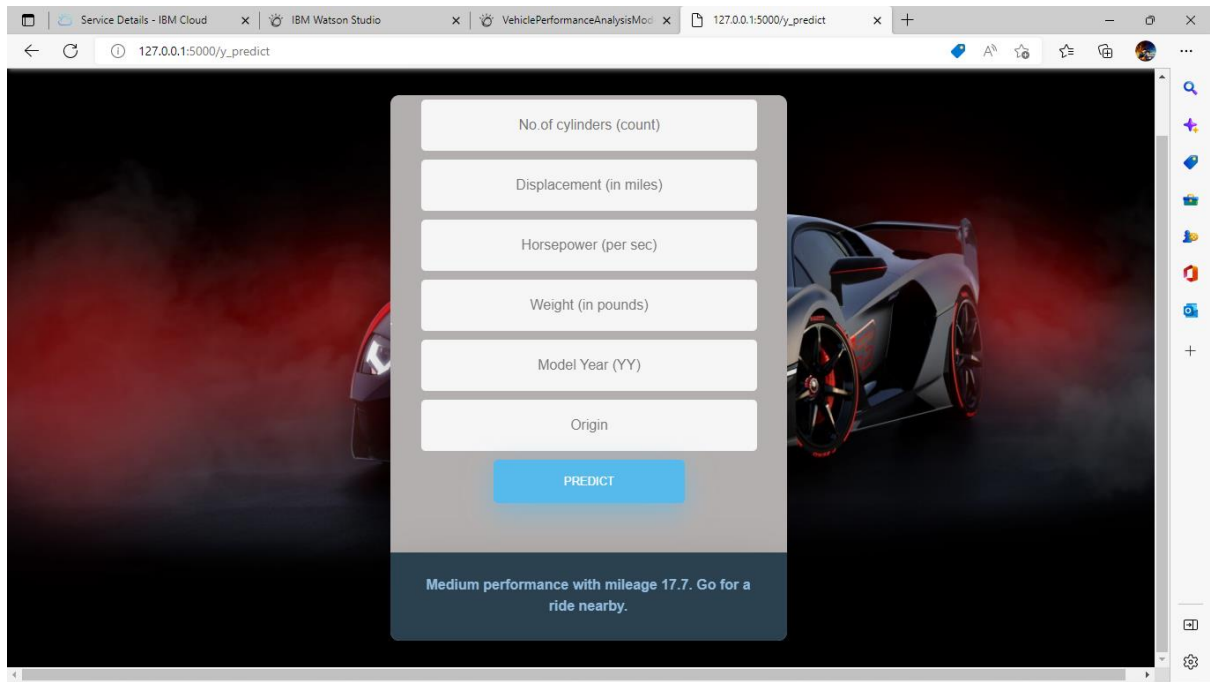 Service Details - IBM Cloud
IBM Watson Studio
VehiclePerformanceAnalysisMod
127.0.0.1:5000/y_predict
127.0.0.1:5000/y_predict
No.of cylinders (count)
Displacement (in miles)
Horsepower (per sec)
Weight (in pounds)
Model Year (YY)
Origin
PREDICT
Medium performance with mileage 17.7. Go for a
ride nearby.